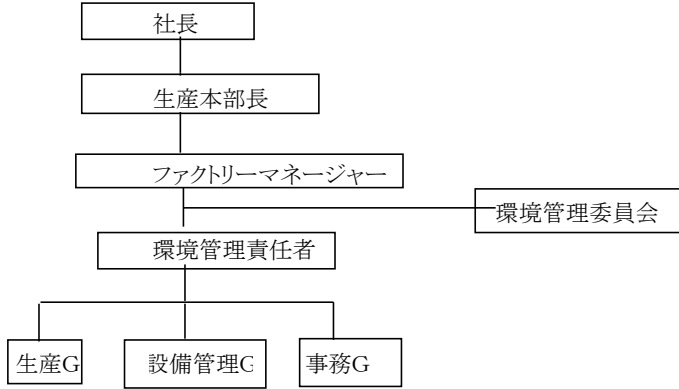 社長
生産本部長
ファクトリーマネージャー
環境管理委員会
環境管理責任者
生産G
設備管理G
事務G